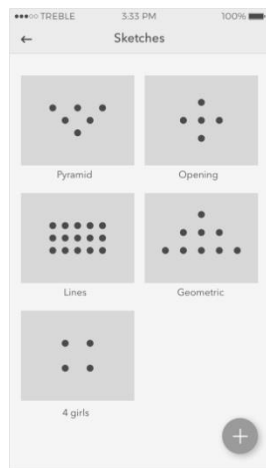 TREBLE 3:33 PM 100%
Sketches
Pyramid Opening
Lines Geometric
4 girls